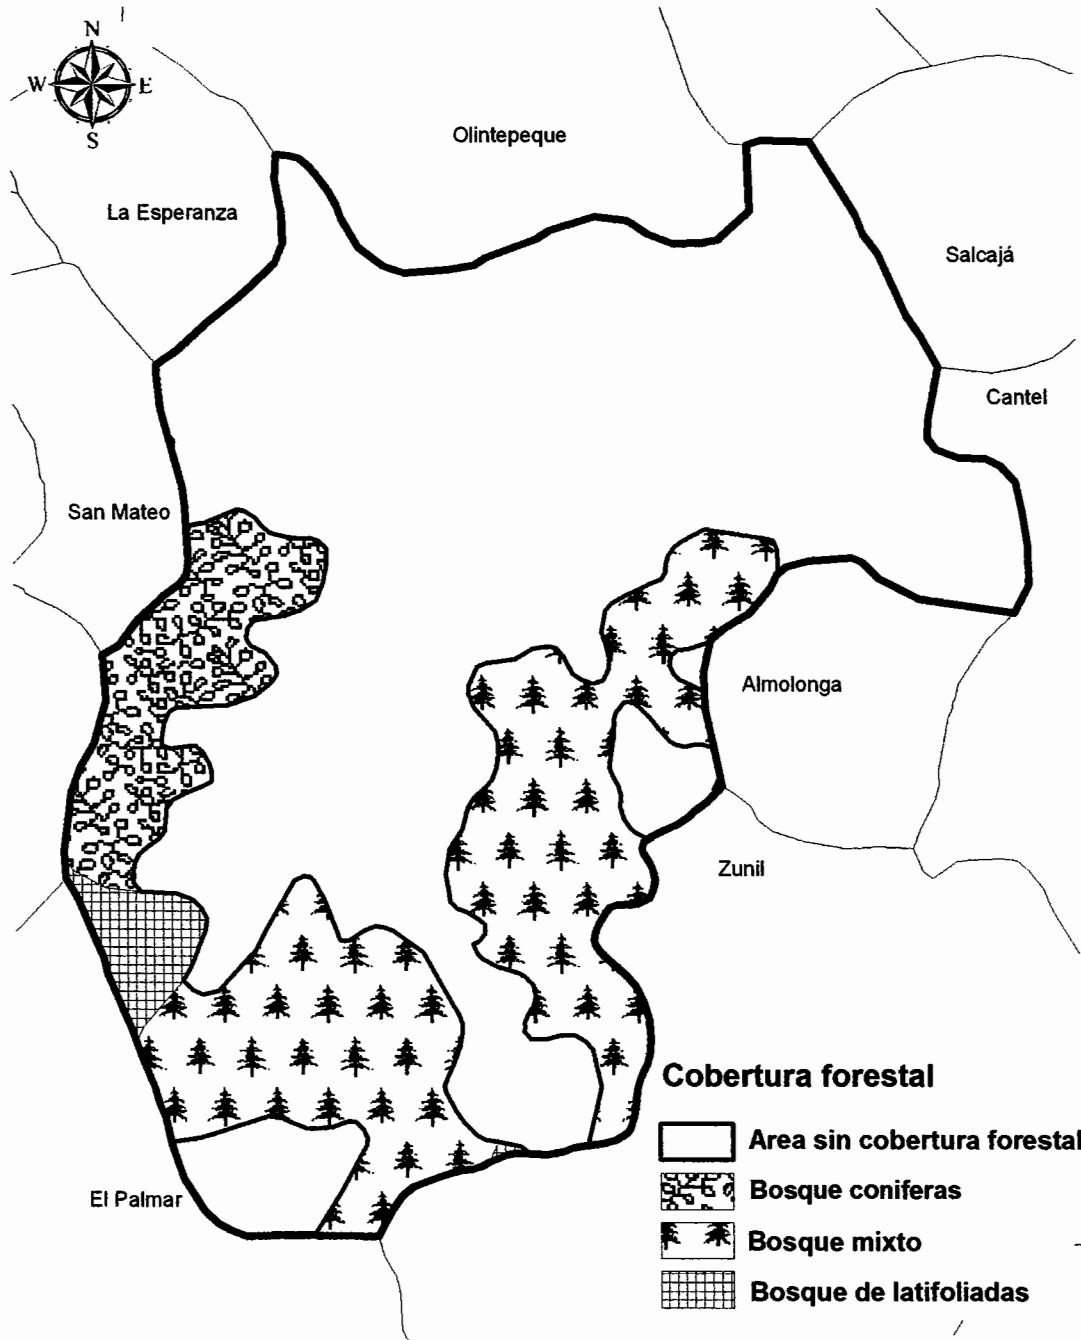 N
W E
S
Olintepeque
La Esperanza
Salcajá
Cantel
San Mateo
Almolonga
Zunil
El Palmar
Cobertura forestal
Area sin cobertura forestal
Bosque coniferas
Bosque mixto
Bosque de latifoliadas